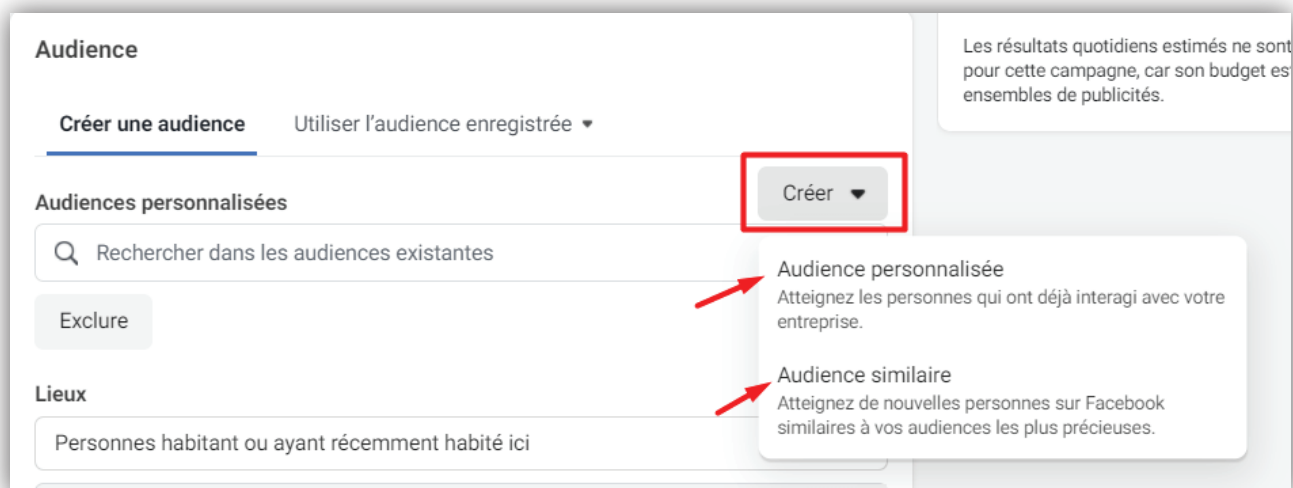 Audience
Créer une audience
Utiliser l'audience enregistrée
Audiences personnalisées
Créer
Rechercher dans les audiences existantes
Exclure
Audience personnalisée
Atteignez les personnes qui ont déjà interagi avec votre
entreprise.
Audience similaire
Atteignez de nouvelles personnes sur Facebook
similaires à vos audiences les plus précieuses.
Lieux
Personnes habitant ou ayant récemment habité ici
Les résultats quotidiens estimés ne sont
pour cette campagne, car son budget es
ensembles de publicités.